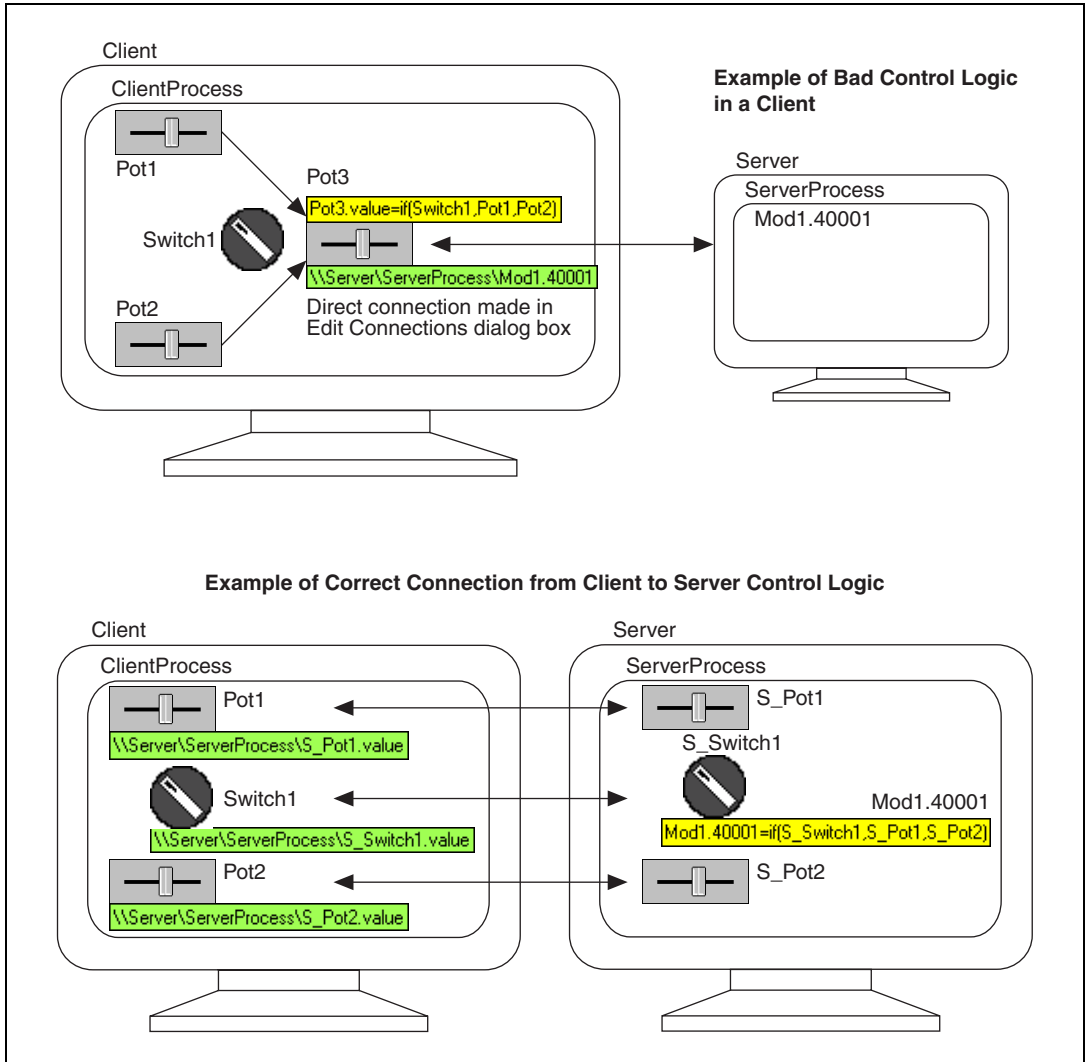 Client
ClientProcess
Pot1
Switch1
Pot2
Pot3
Pot3.value=if(Switch1,Pot1,Pot2)
\\Server\ServerProcess\Mod1.40001
Direct connection made in
Edit Connections dialog box
Example of Bad Control Logic
in a Client
Server
ServerProcess
Mod1.40001
Example of Correct Connection from Client to Server Control Logic
Client
ClientProcess
Pot1
\\Server\ServerProcess\S_Pot1.value
Switch1
\\Server\ServerProcess\S_Switch1.value
Pot2
\\Server\ServerProcess\S_Pot2.value
Server
ServerProcess
S_Pot1
S_Switch1
Mod1.40001
Mod1.40001=if(S_Switch1,S_Pot1,S_Pot2)
S_Pot2